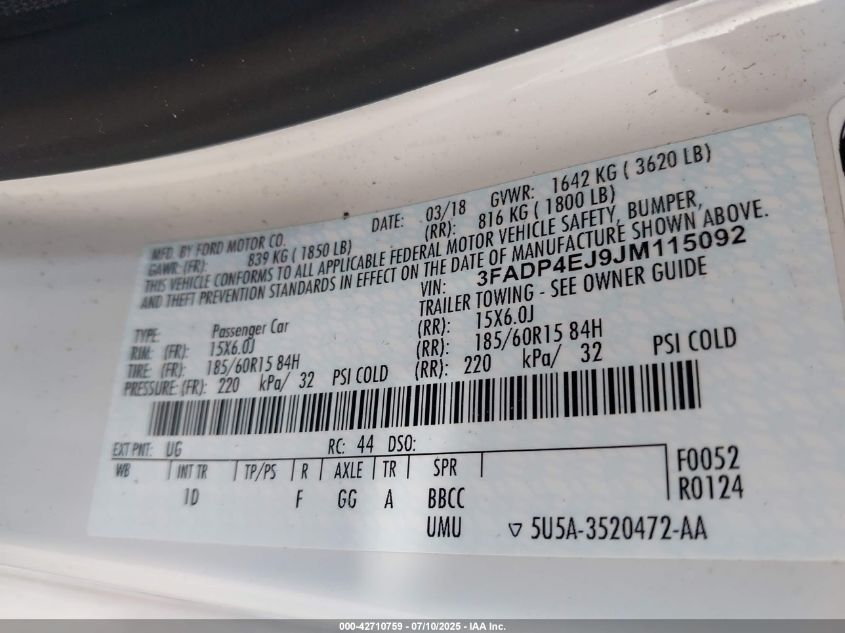 MFD. BY FORD MOTOR CO.
DATE: 03/18 GVWR: 1642 KG ( 3620 LB)
GAWR: (FR): 839 KG ( 1850 LB) (RR): 816 KG ( 1800 LB)
THIS VEHICLE CONFORMS TO ALL APPLICABLE FEDERAL MOTOR VEHICLE SAFETY, BUMPER,
AND THEFT PREVENTION STANDARDS IN EFFECT ON THE DATE OF MANUFACTURE SHOWN ABOVE.
VIN: 3FADP4EJ9JM115092
TYPE: Passenger Car TRAILER TOWING - SEE OWNER GUIDE
RIM: (FR): 15X6.0J (RR): 15X6.0J
TIRE: (FR): 185/60R15 84H (RR): 185/60R15 84H
PRESSURE: (FR): 220 kPa/ 32 PSI COLD (RR): 220 kPa/ 32 PSI COLD
EXT PNT: UG RC: 44 DSO:
WB INT TR TP/PS R AXLE TR SPR F0052
1D F GG A BBCC R0124
UMU ▽ 5U5A-3520472-AA
000-42710759 - 07/10/2025 - IAA Inc.